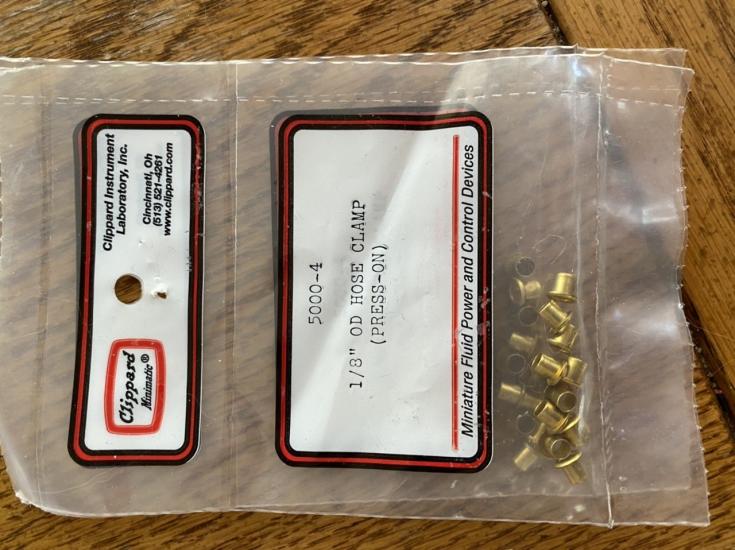 Clippard
Minimatic®
Clippard Instrument
Laboratory, Inc.
Cincinnati, Oh
(513) 521-4261
www.clippard.com
5000-4
1/8" OD HOSE CLAMP
(PRESS-ON)
Miniature Fluid Power and Control Devices